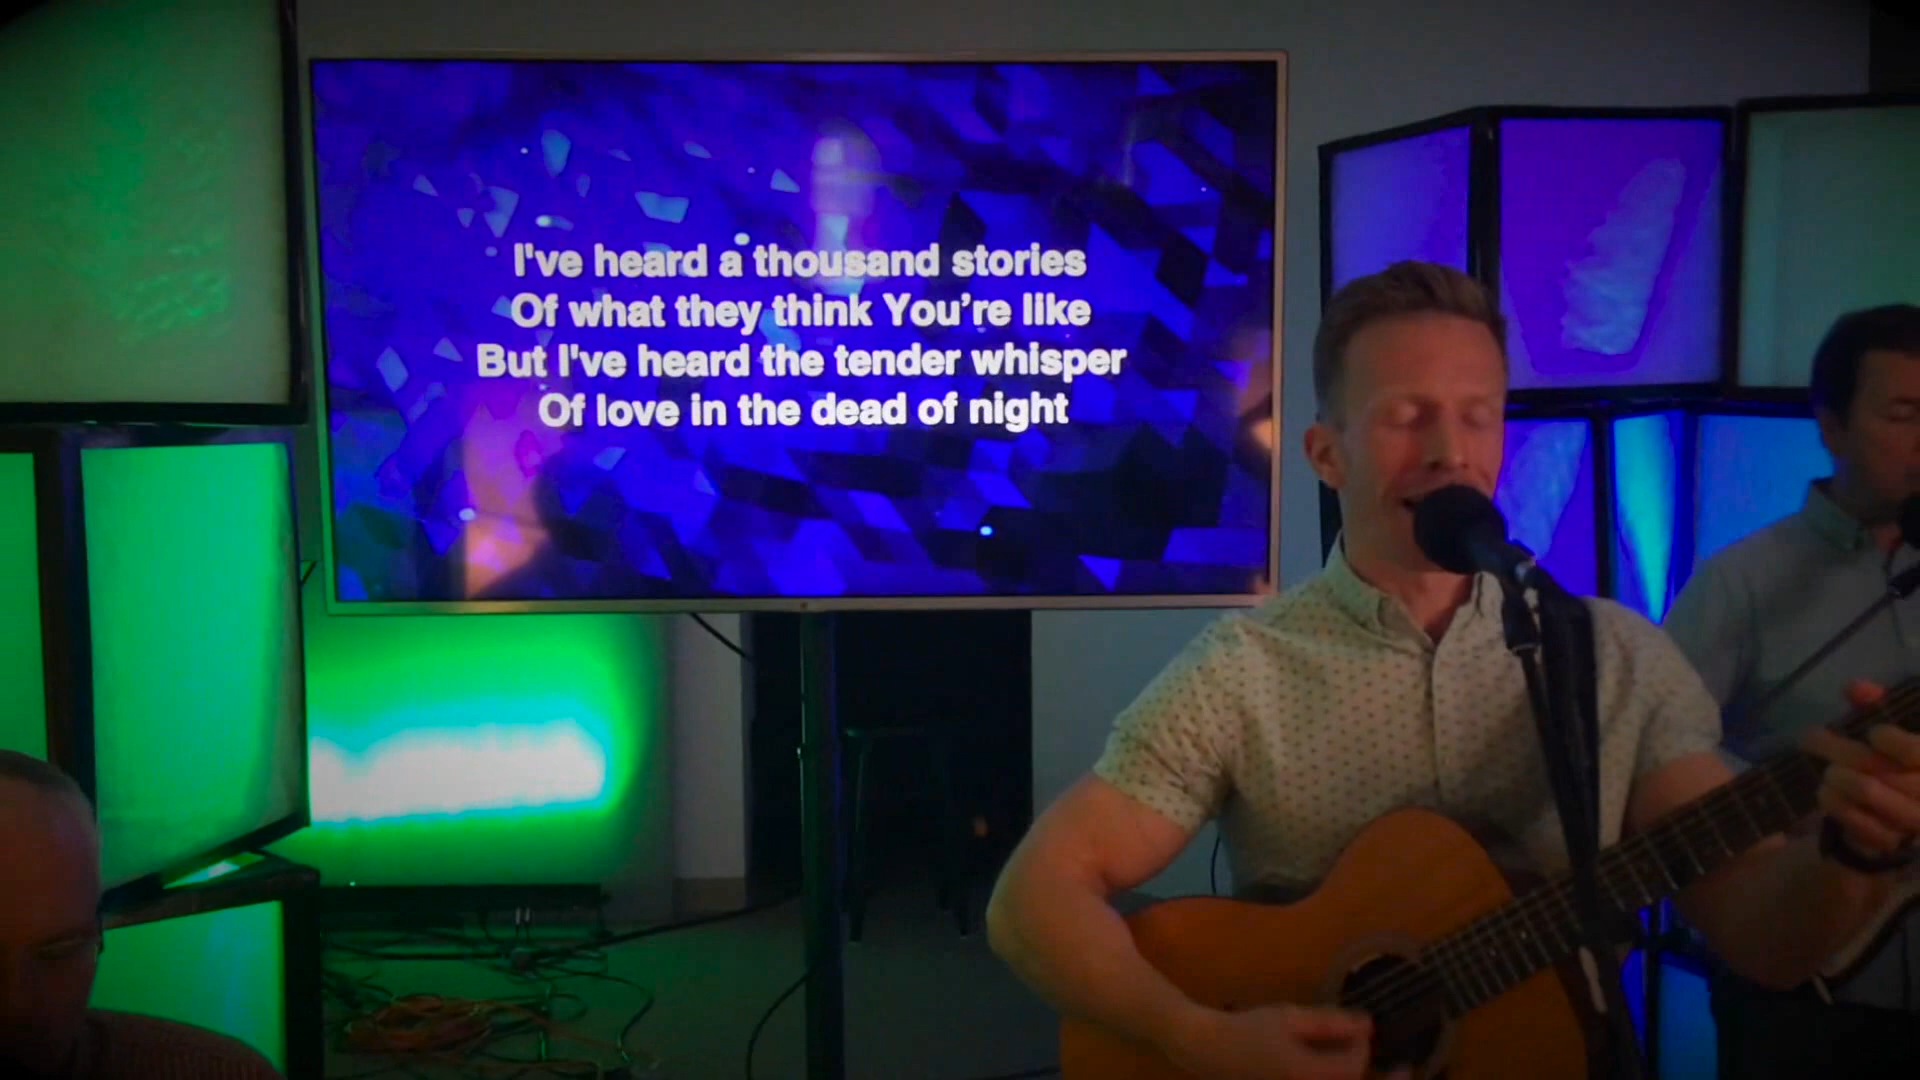 I've heard a thousand stories
Of what they think You’re like
But I've heard the tender whisper
Of love in the dead of night